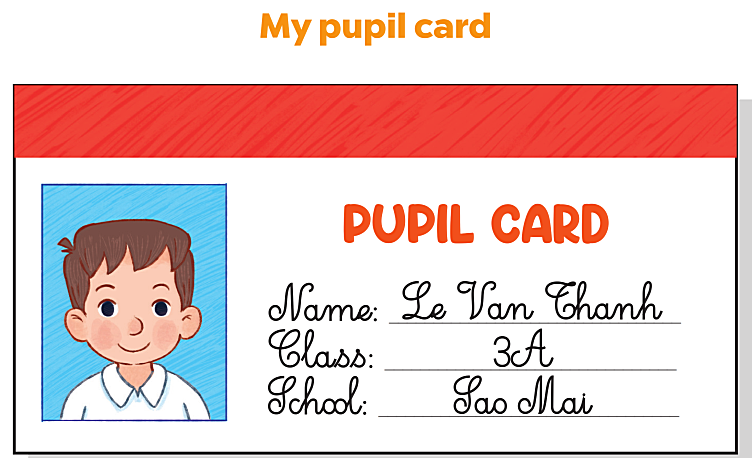 My pupil card
PUPIL CARD
Name: Le Van Thanh
Class: 3A
School: Sao Mai